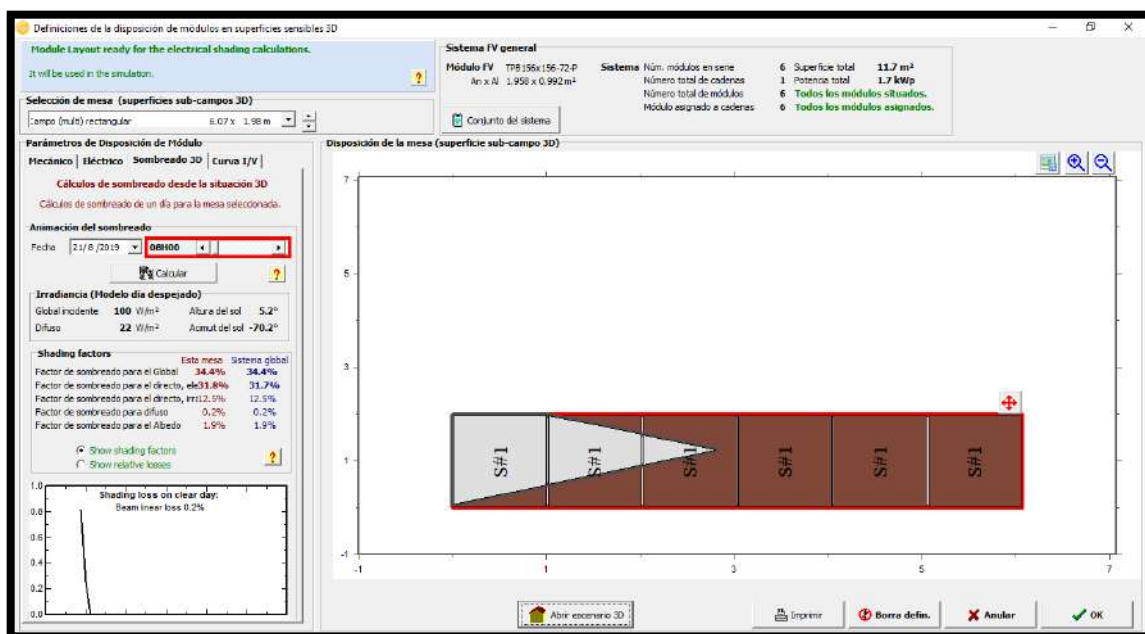 Definiciones de la disposición de módulos en superficies sensibles 3D
Module Layout ready for the electrical shading calculations.
It will be used in the simulation.
Selección de mesa (superficies sub-campos 3D)
Campo (multi) rectangular 6.07 x 1.98 m
Sistema FV general
Módulo FV TPB156x156-72-P Sistema Núm. módulos en serie 6 Superficie total 11.7 m²
An x Al 1.958 x 0.992 m² Número total de cadenas 1 Potencia total 1.7 kWp
Número total de módulos 6 Todos los módulos situados.
Módulo asignado a cadenas 6 Todos los módulos asignados.
Conjunto del sistema
Parámetros de Disposición de Módulo
Mecánico Eléctrico Sombreado 3D Curva I/V
Cálculos de sombreado desde la situación 3D
Cálculos de sombreado de un día para la mesa seleccionada.
Animación del sombreado
Fecha 21/8/2019 06H00
Calcular
Irradiancia (Modelo día despejado)
Global incidente 100 W/m² Altura del sol 5.2°
Difuso 22 W/m² Acimut del sol -70.2°
Shading factors
Esta mesa Sistema global
Factor de sombreado para el Global 34.4% 34.4%
Factor de sombreado para el directo, ele 31.8% 31.7%
Factor de sombreado para el directo, irr 12.5% 12.5%
Factor de sombreado para difuso 0.2% 0.2%
Factor de sombreado para el Albedo 1.9% 1.9%
Show shading factors
Show relative losses
Shading loss on clear day:
Beam linear loss 0.2%
1.0
0.8
0.6
0.4
0.2
0.0
Disposición de la mesa (superficie sub-campo 3D)
7
5
3
1
-1
S#1 S#1 S#1 S#1 S#1 S#1
-1 1 3 5 7
Abrir escenario 3D
Imprimir
Borra defin.
Anular
OK